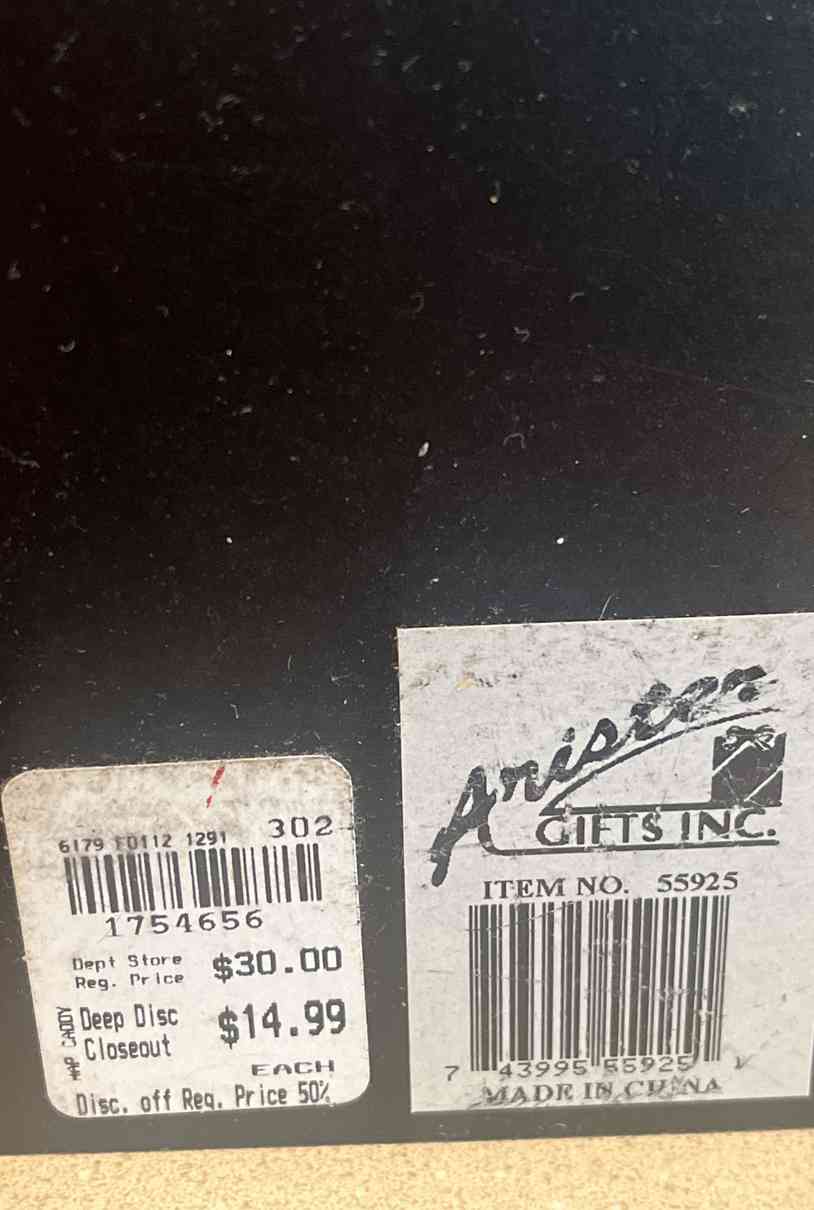 302
6179 F0112 1291
1754656
Dept Store
Reg. Price $30.00
Deep Disc
Closeout $14.99
EACH
Disc. off Reg. Price 50%
Arister
GIFTS INC.
ITEM NO. 55925
7 43995 55925
MADE IN CHINA